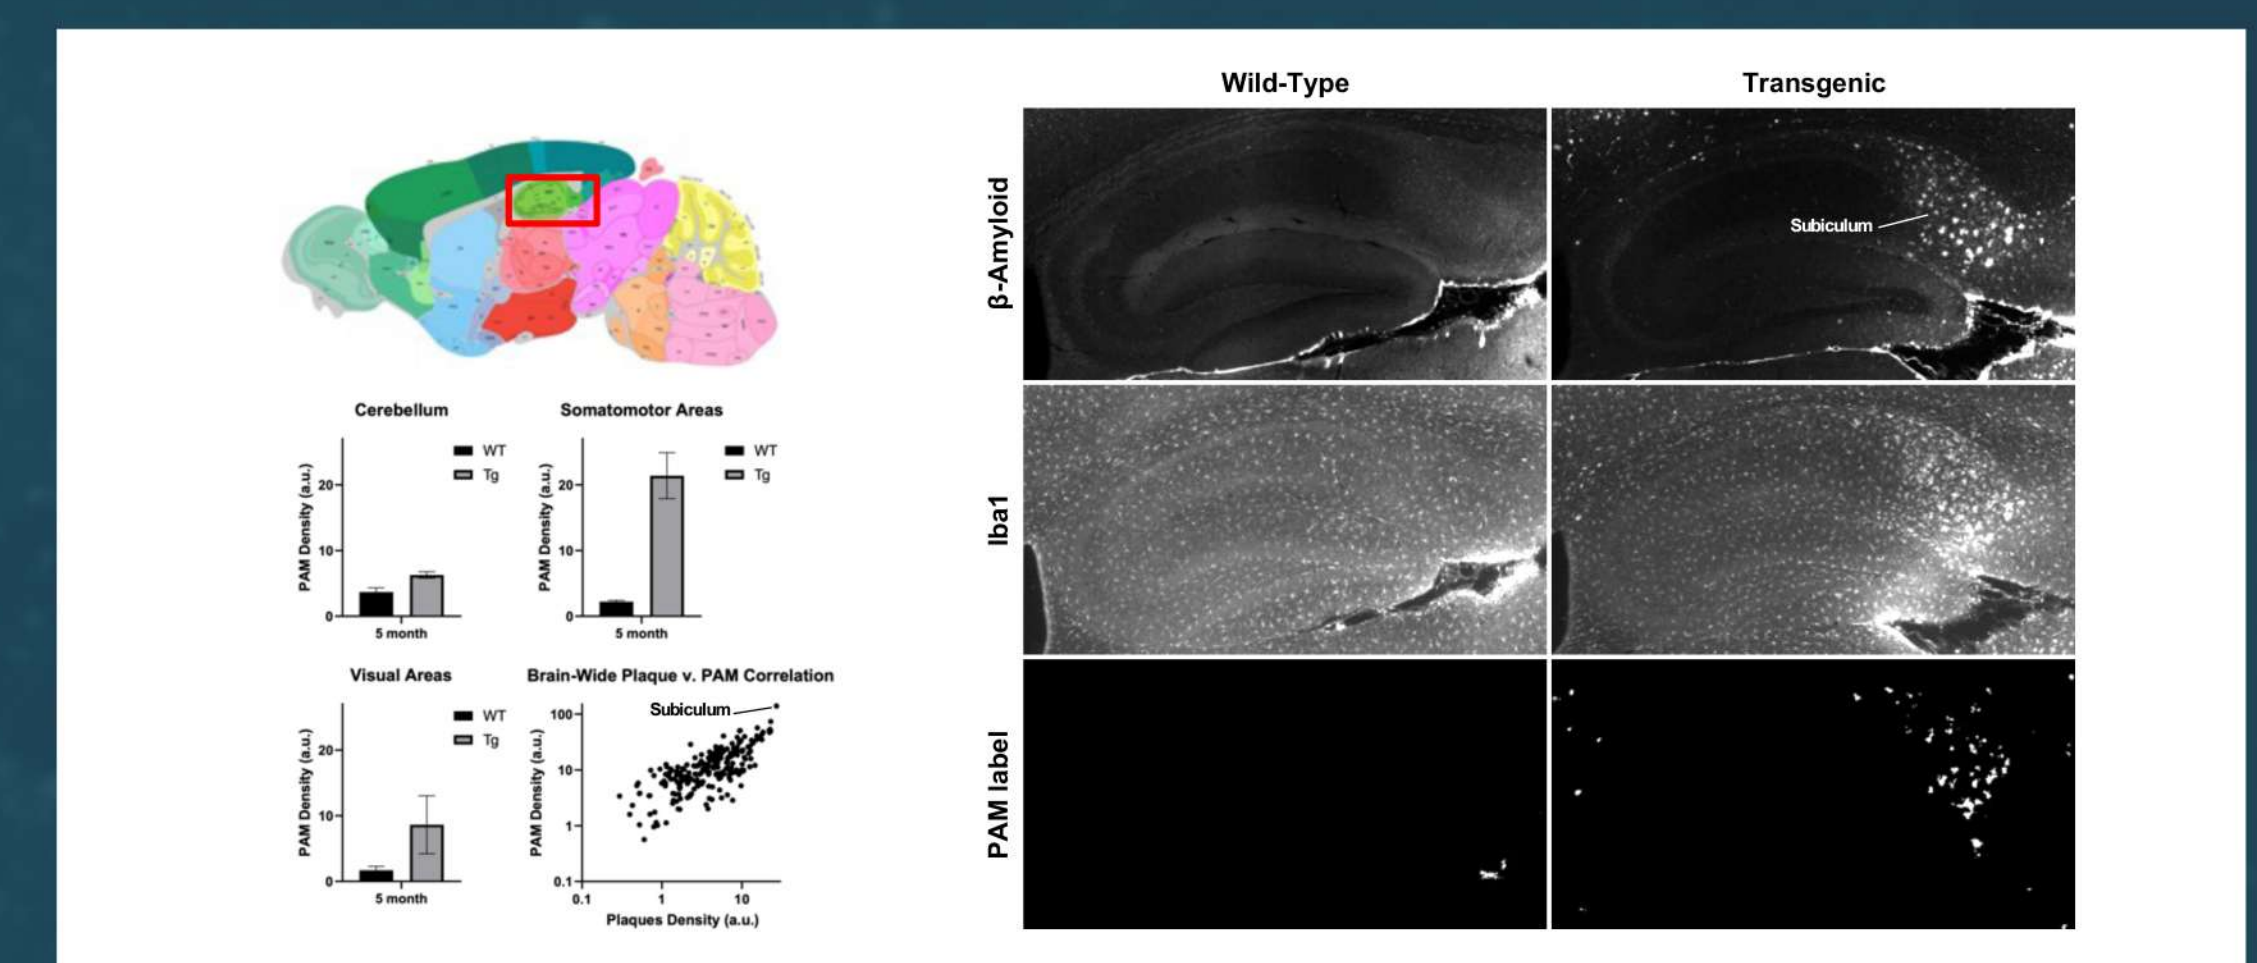 Wild-Type
Transgenic
β-Amyloid
Subiculum
Iba1
PAM label
Cerebellum
PAM Density (a.u.)
20
10
0
5 month
WT
Tg
Somatomotor Areas
PAM Density (a.u.)
20
10
0
5 month
WT
Tg
Visual Areas
PAM Density (a.u.)
20
10
0
5 month
WT
Tg
Brain-Wide Plaque v. PAM Correlation
Subiculum
PAM Density (a.u.)
100
10
1
0.1
0.1 1 10
Plaques Density (a.u.)